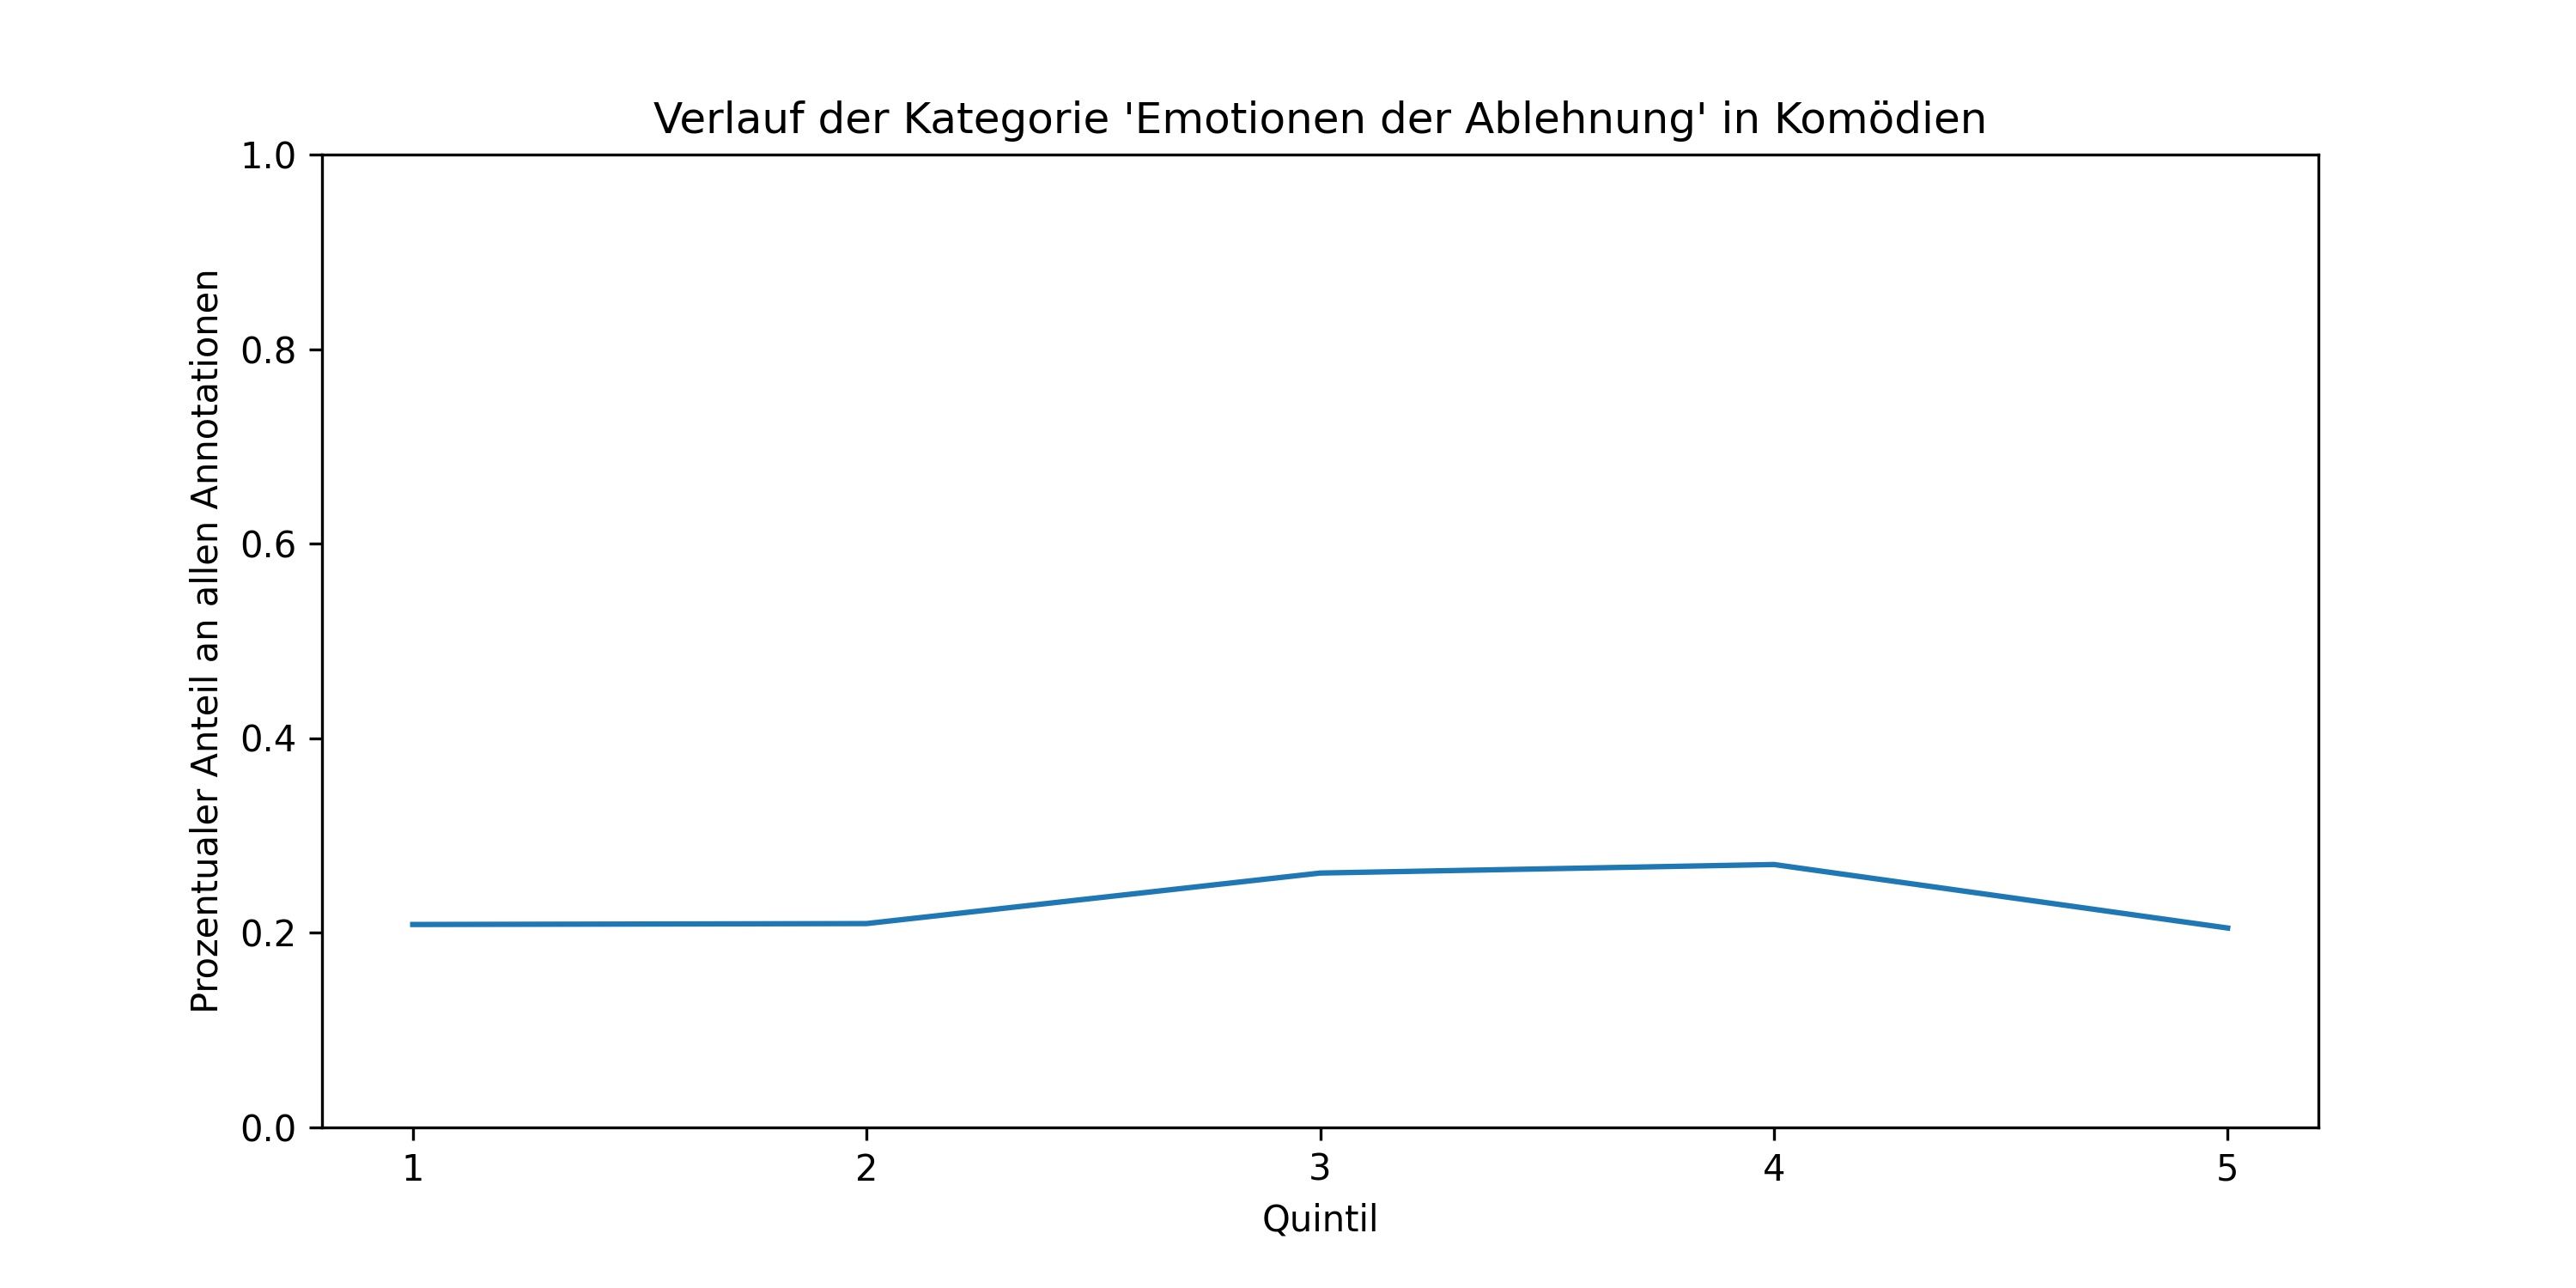 Verlauf der Kategorie 'Emotionen der Ablehnung' in Komödien
Prozentualer Anteil an allen Annotationen
1.0
0.8
0.6
0.4
0.2
0.0
1 2 3 4 5
Quintil